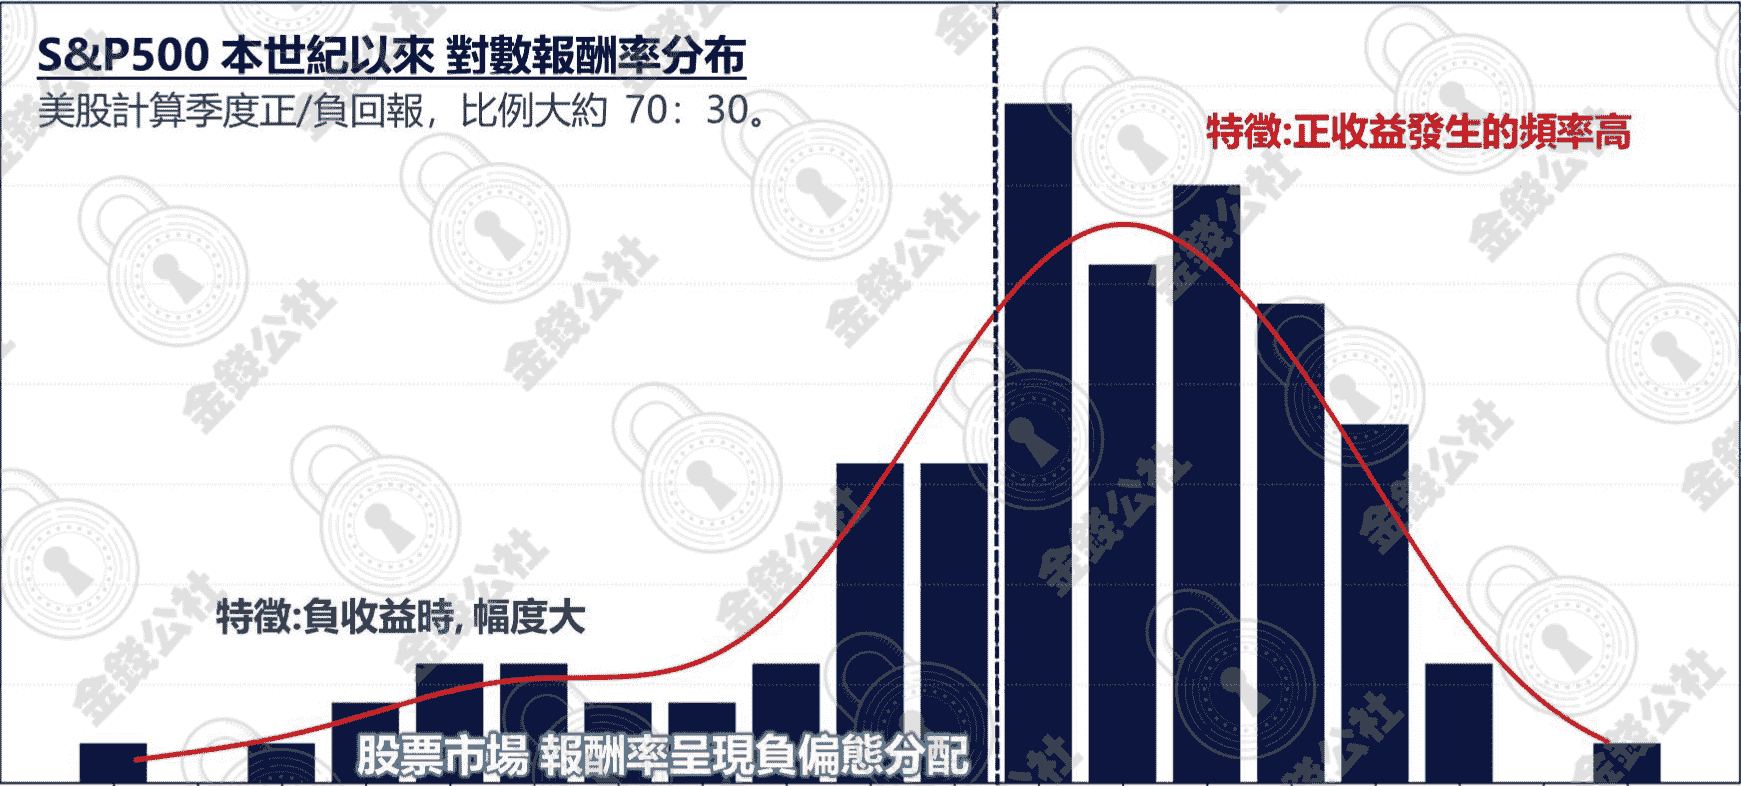 S&P500 本世紀以來 對數報酬率分布
美股計算季度正/負回報，比例大約 70：30。
特徵:正收益發生的頻率高
特徵:負收益時, 幅度大
股票市場 報酬率呈現負偏態分配
金錢公社